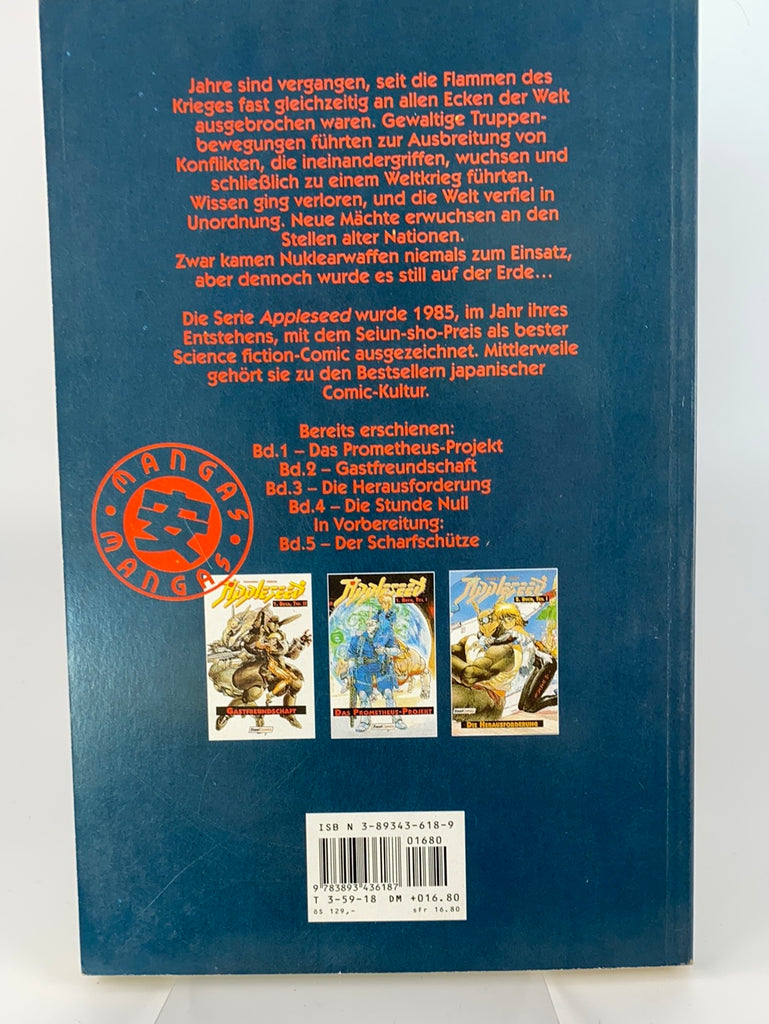 Jahre sind vergangen, seit die Flammen des
Krieges fast gleichzeitig an allen Ecken der Welt
ausgebrochen waren. Gewaltige Truppen-
bewegungen führten zur Ausbreitung von
Konflikten, die ineinandergriffen, wuchsen und
schließlich zu einem Weltkrieg führten.
Wissen ging verloren, und die Welt verfiel in
Unordnung. Neue Mächte erwuchsen an den
Stellen alter Nationen.
Zwar kamen Nuklearwaffen niemals zum Einsatz,
aber dennoch wurde es still auf der Erde...
Die Serie Appleseed wurde 1985, im Jahr ihres
Entstehens, mit dem Seiun-sho-Preis als bester
Science fiction-Comic ausgezeichnet. Mittlerweile
gehört sie zu den Bestsellern japanischer
Comic-Kultur.
Bereits erschienen:
Bd.1 – Das Prometheus-Projekt
Bd.2 – Gastfreundschaft
Bd.3 – Die Herausforderung
Bd.4 – Die Stunde Null
In Vorbereitung:
Bd.5 – Der Scharfschütze
MANGAS
MANGAS
Appleseed
GASTFREUNDSCHAFT
Appleseed
DAS PROMETHEUS-PROJEKT
Appleseed
DIE HERAUSFORDERUNG
ISBN 3-89343-618-9
01680
9 783893 436187
T 3-59-18 DM +016.80
öS 129,- sfr 16.80